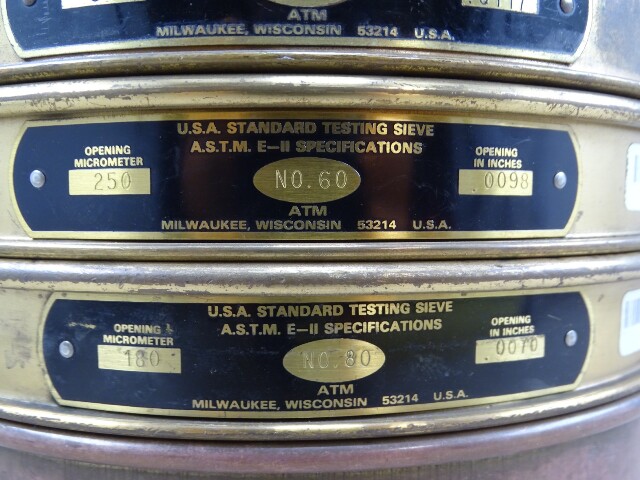 ATM
MILWAUKEE, WISCONSIN 53214 U.S.A.
U.S.A. STANDARD TESTING SIEVE
A.S.T.M. E-II SPECIFICATIONS
OPENING
MICROMETER
250
NO.60
OPENING
IN INCHES
.0098
ATM
MILWAUKEE, WISCONSIN 53214 U.S.A.
U.S.A. STANDARD TESTING SIEVE
A.S.T.M. E-II SPECIFICATIONS
OPENING
MICROMETER
180
NO.80
OPENING
IN INCHES
.0070
ATM
MILWAUKEE, WISCONSIN 53214 U.S.A.